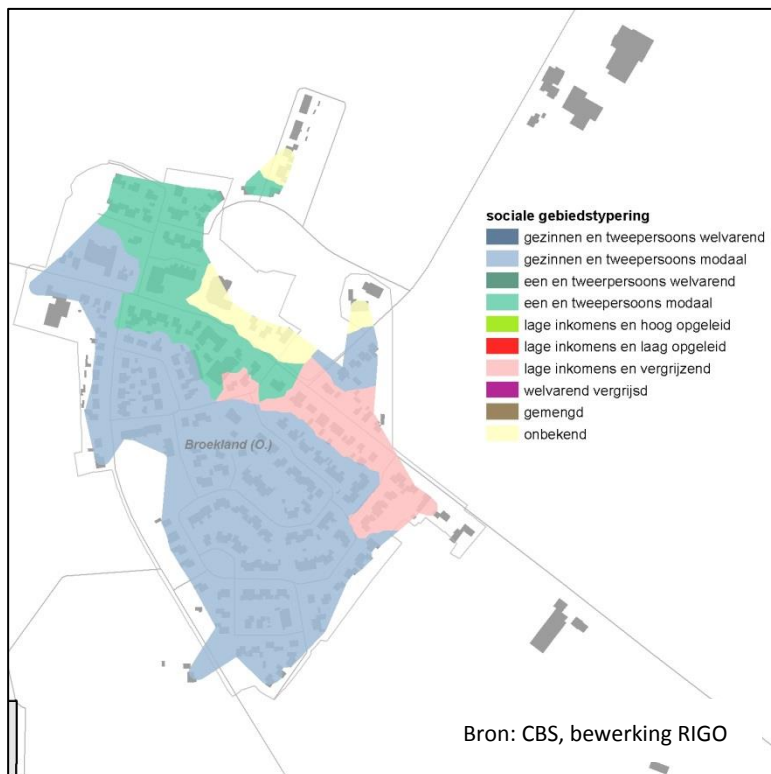 sociale gebiedstypering
gezinnen en tweepersoons welvarend
gezinnen en tweepersoons modaal
een en tweerpersoons welvarend
een en tweepersoons modaal
lage inkomens en hoog opgeleid
lage inkomens en laag opgeleid
lage inkomens en vergrijzend
welvarend vergrijsd
gemengd
onbekend
Broekland (O.)
Bron: CBS, bewerking RIGO